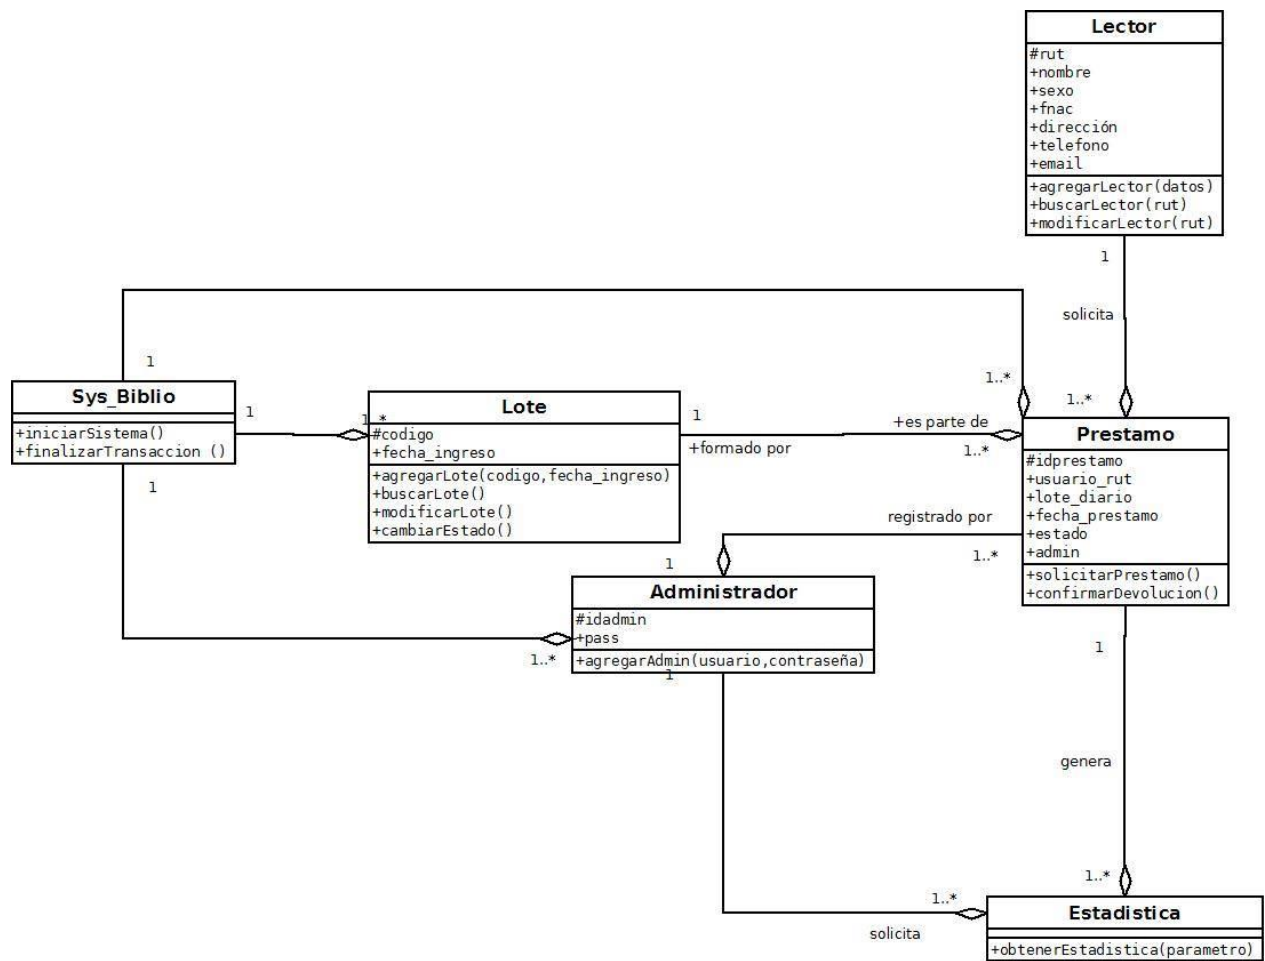 Lector
#rut
+nombre
+sexo
+fnac
+dirección
+telefono
+email
+agregarLector(datos)
+buscarLector(rut)
+modificarLector(rut)
1
solicita
1..*
1..*
1
Sys_Biblio
+iniciarSistema()
+finalizarTransaccion ()
1
1
1..*
Lote
#codigo
+fecha_ingreso
+agregarLote(codigo,fecha_ingreso)
+buscarLote()
+modificarLote()
+cambiarEstado()
1
+formado por
+es parte de
1..*
Prestamo
#idprestamo
+usuario_rut
+lote_diario
+fecha_prestamo
+estado
+admin
+solicitarPrestamo()
+confirmarDevolucion()
registrado por
1..*
1
Administrador
#idadmin
+pass
+agregarAdmin(usuario,contraseña)
1..*
1
1
genera
1..*
1..*
solicita
Estadistica
+obtenerEstadistica(parametro)